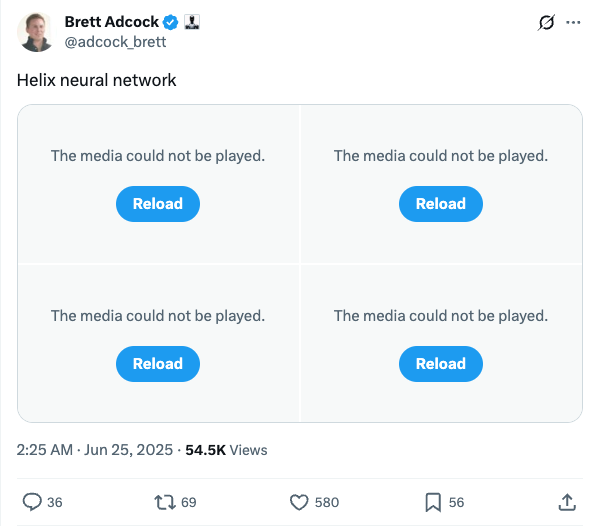 Brett Adcock
@adcock_brett
Helix neural network
The media could not be played.
Reload
The media could not be played.
Reload
The media could not be played.
Reload
The media could not be played.
Reload
2:25 AM · Jun 25, 2025 · 54.5K Views
36 69 580 56